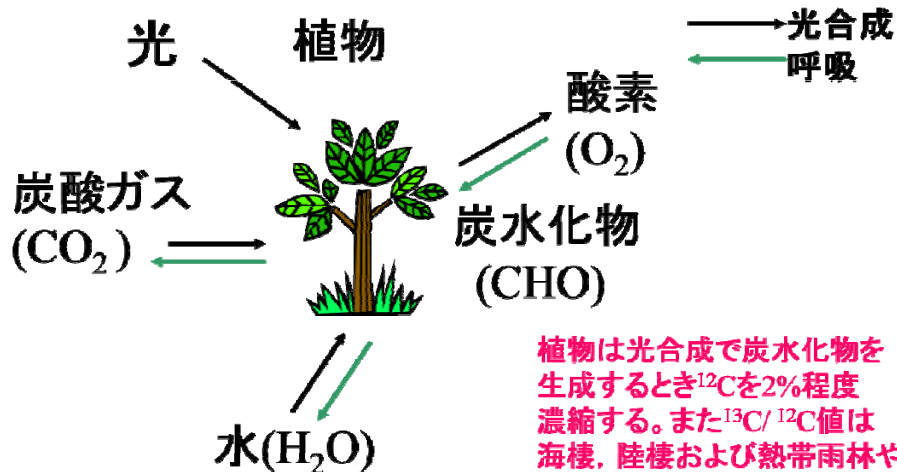 光
植物
光合成
呼吸
酸素
(O₂)
炭酸ガス
(CO₂)
炭水化物
(CHO)
水(H₂O)
植物は光合成で炭水化物を
生成するとき¹²Cを2%程度
濃縮する。また¹³C/ ¹²C値は
海棲，陸棲および熱帯雨林や